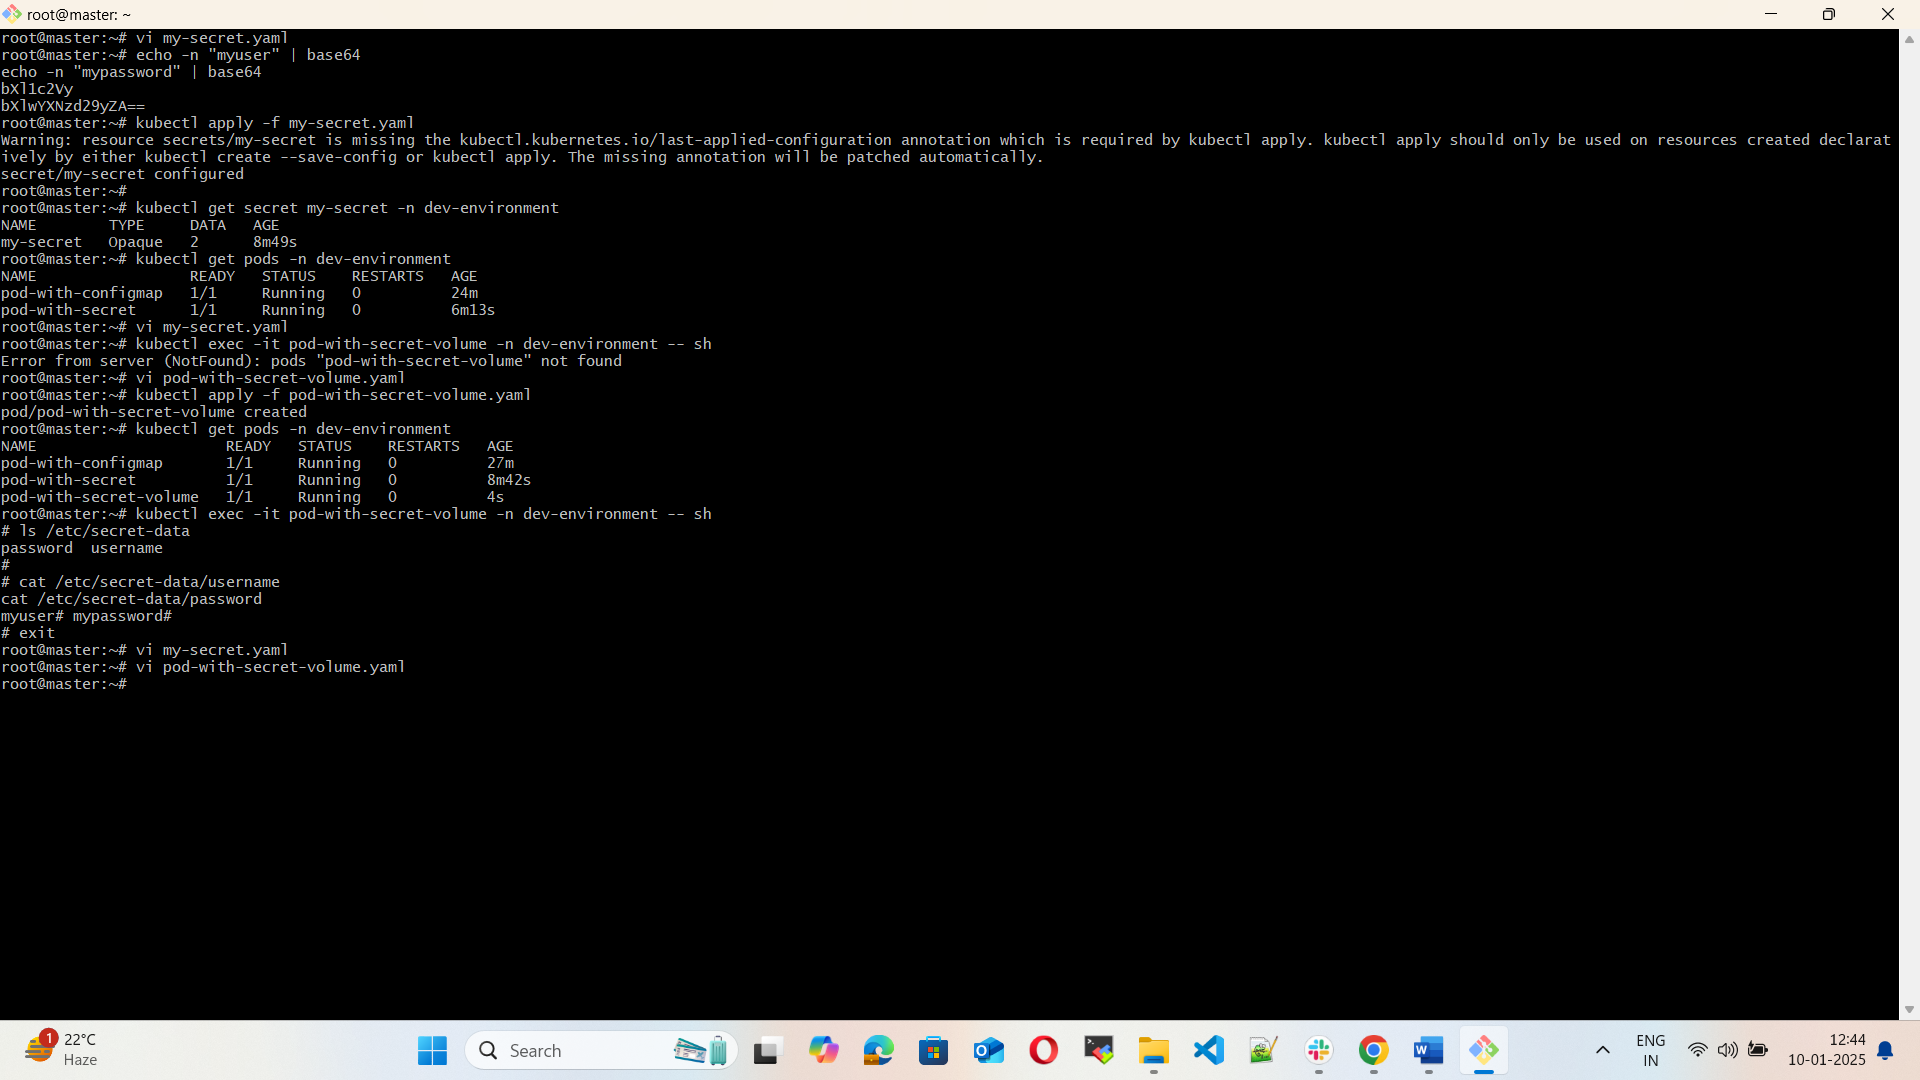 root@master: ~
root@master:~# vi my-secret.yaml
root@master:~# echo -n "myuser" | base64
echo -n "mypassword" | base64
bXl1c2Vy
bXlwYXNzd29yZA==
root@master:~# kubectl apply -f my-secret.yaml
Warning: resource secrets/my-secret is missing the kubectl.kubernetes.io/last-applied-configuration annotation which is required by kubectl apply. kubectl apply should only be used on resources created declarat
ively by either kubectl create --save-config or kubectl apply. The missing annotation will be patched automatically.
secret/my-secret configured
root@master:~#
root@master:~# kubectl get secret my-secret -n dev-environment
NAME        TYPE     DATA   AGE
my-secret   Opaque   2      8m49s
root@master:~# kubectl get pods -n dev-environment
NAME                 READY   STATUS    RESTARTS   AGE
pod-with-configmap   1/1     Running   0          24m
pod-with-secret      1/1     Running   0          6m13s
root@master:~# vi my-secret.yaml
root@master:~# kubectl exec -it pod-with-secret-volume -n dev-environment -- sh
Error from server (NotFound): pods "pod-with-secret-volume" not found
root@master:~# vi pod-with-secret-volume.yaml
root@master:~# kubectl apply -f pod-with-secret-volume.yaml
pod/pod-with-secret-volume created
root@master:~# kubectl get pods -n dev-environment
NAME                     READY   STATUS    RESTARTS   AGE
pod-with-configmap       1/1     Running   0          27m
pod-with-secret          1/1     Running   0          8m42s
pod-with-secret-volume   1/1     Running   0          4s
root@master:~# kubectl exec -it pod-with-secret-volume -n dev-environment -- sh
# ls /etc/secret-data
password  username
#
# cat /etc/secret-data/username
cat /etc/secret-data/password
myuser# mypassword#
# exit
root@master:~# vi my-secret.yaml
root@master:~# vi pod-with-secret-volume.yaml
root@master:~#
1
22°C
Haze
Search
ENG
IN
12:44
10-01-2025